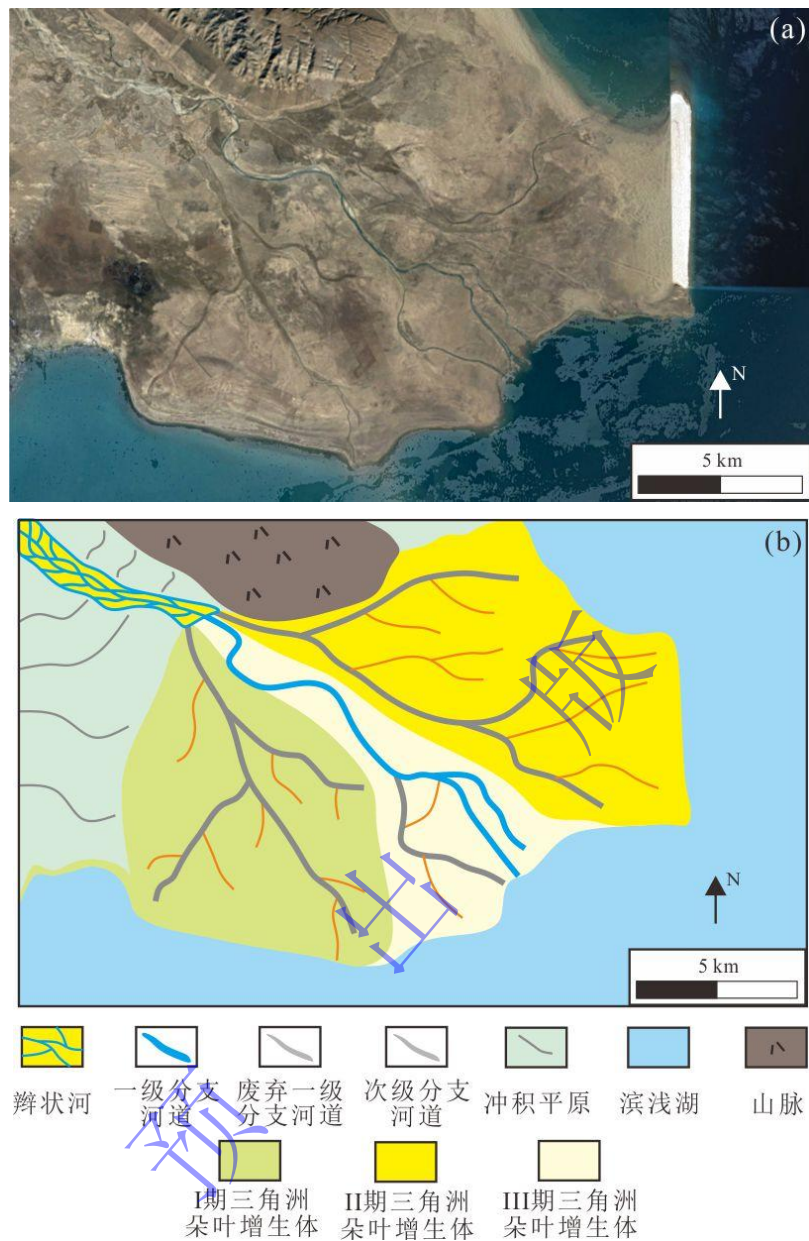 (a)
N
5 km
(b)
N
5 km
辫状河
一级分支
河道
废弃一级
分支河道
次级分支
河道
冲积平原
滨浅湖
山脉
I期三角洲
朵叶增生体
II期三角洲
朵叶增生体
III期三角洲
朵叶增生体
预
出